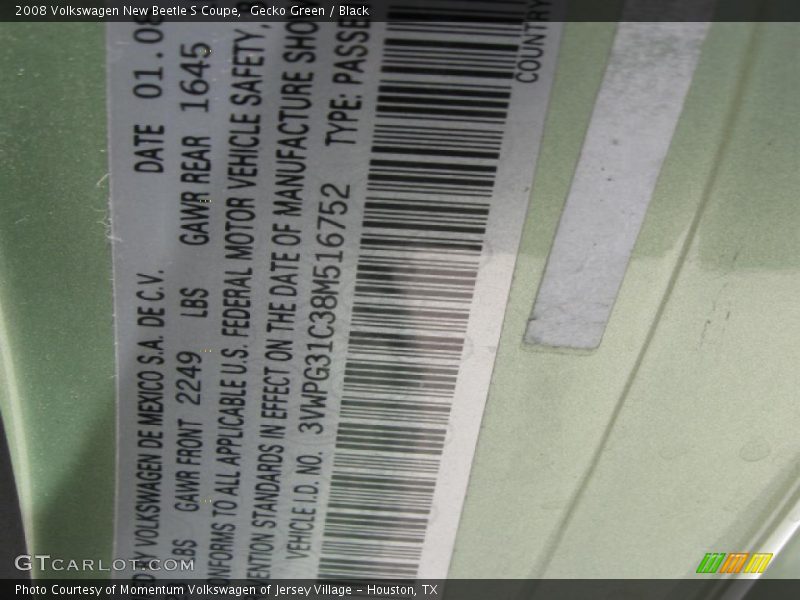 2008 Volkswagen New Beetle S Coupe, Gecko Green / Black
VOLKSWAGEN DE MEXICO S.A. DE C.V. DATE 01.08
LBS GAWR FRONT 2249 LBS GAWR REAR 1645
TO ALL APPLICABLE U.S. FEDERAL MOTOR VEHICLE SAFETY,
STANDARDS IN EFFECT ON THE DATE OF MANUFACTURE
VEHICLE I.D. NO. 3VWPG31C38M516752 TYPE: PASSE
COUNTRY
GTCARLOT.COM
Photo Courtesy of Momentum Volkswagen of Jersey Village - Houston, TX